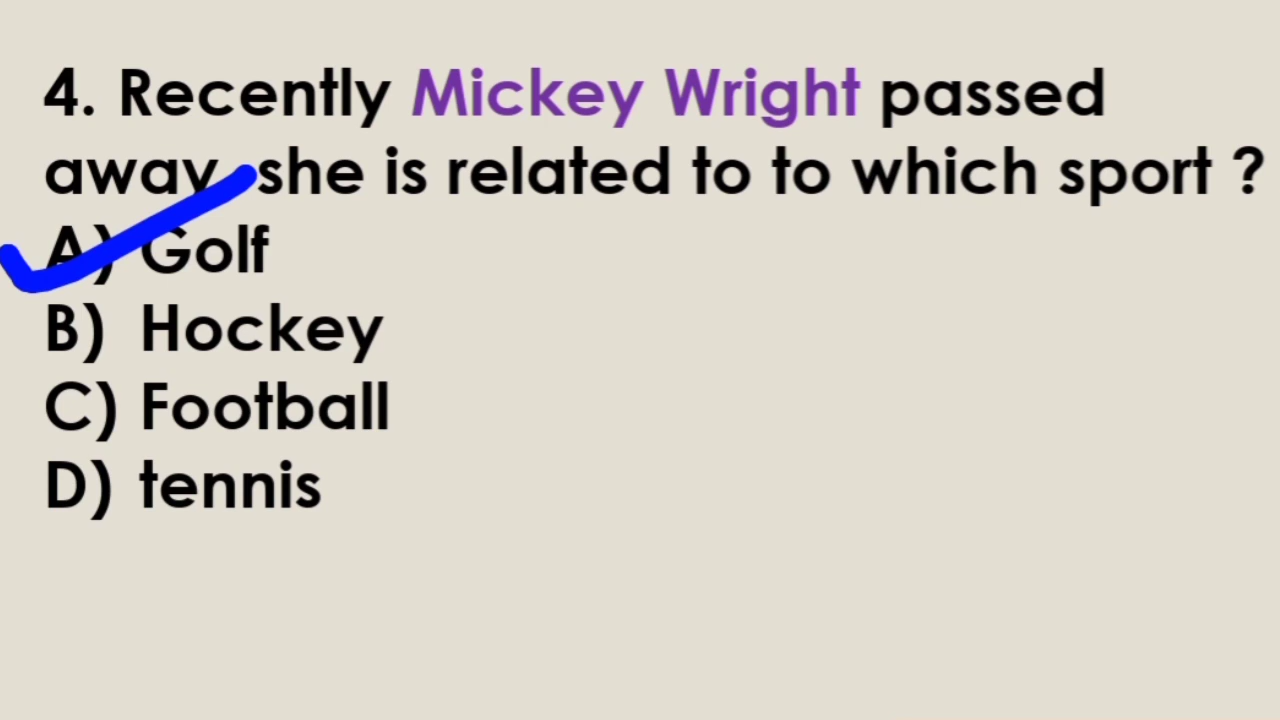 4. Recently Mickey Wright passed
away, she is related to to which sport ?
A) Golf
B) Hockey
C) Football
D) tennis